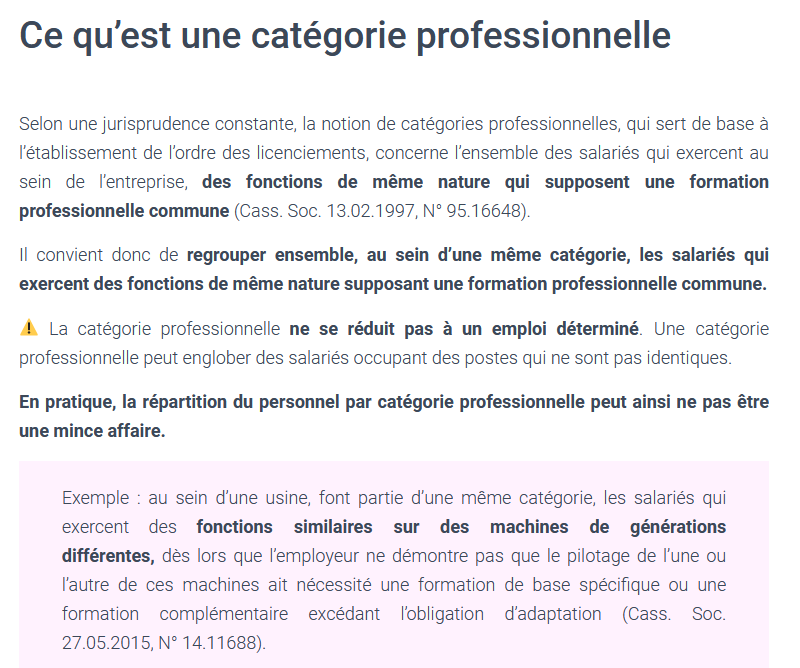 Ce qu’est une catégorie professionnelle
Selon une jurisprudence constante, la notion de catégories professionnelles, qui sert de base à
l’établissement de l’ordre des licenciements, concerne l’ensemble des salariés qui exercent au
sein de l’entreprise, des fonctions de même nature qui supposent une formation
professionnelle commune (Cass. Soc. 13.02.1997, N° 95.16648).
Il convient donc de regrouper ensemble, au sein d’une même catégorie, les salariés qui
exercent des fonctions de même nature supposant une formation professionnelle commune.
⚠️ La catégorie professionnelle ne se réduit pas à un emploi déterminé. Une catégorie
professionnelle peut englober des salariés occupant des postes qui ne sont pas identiques.
En pratique, la répartition du personnel par catégorie professionnelle peut ainsi ne pas être
une mince affaire.
Exemple : au sein d’une usine, font partie d’une même catégorie, les salariés qui
exercent des fonctions similaires sur des machines de générations
différentes, dès lors que l’employeur ne démontre pas que le pilotage de l’une ou
l’autre de ces machines ait nécessité une formation de base spécifique ou une
formation complémentaire excédant l’obligation d’adaptation (Cass. Soc.
27.05.2015, N° 14.11688).